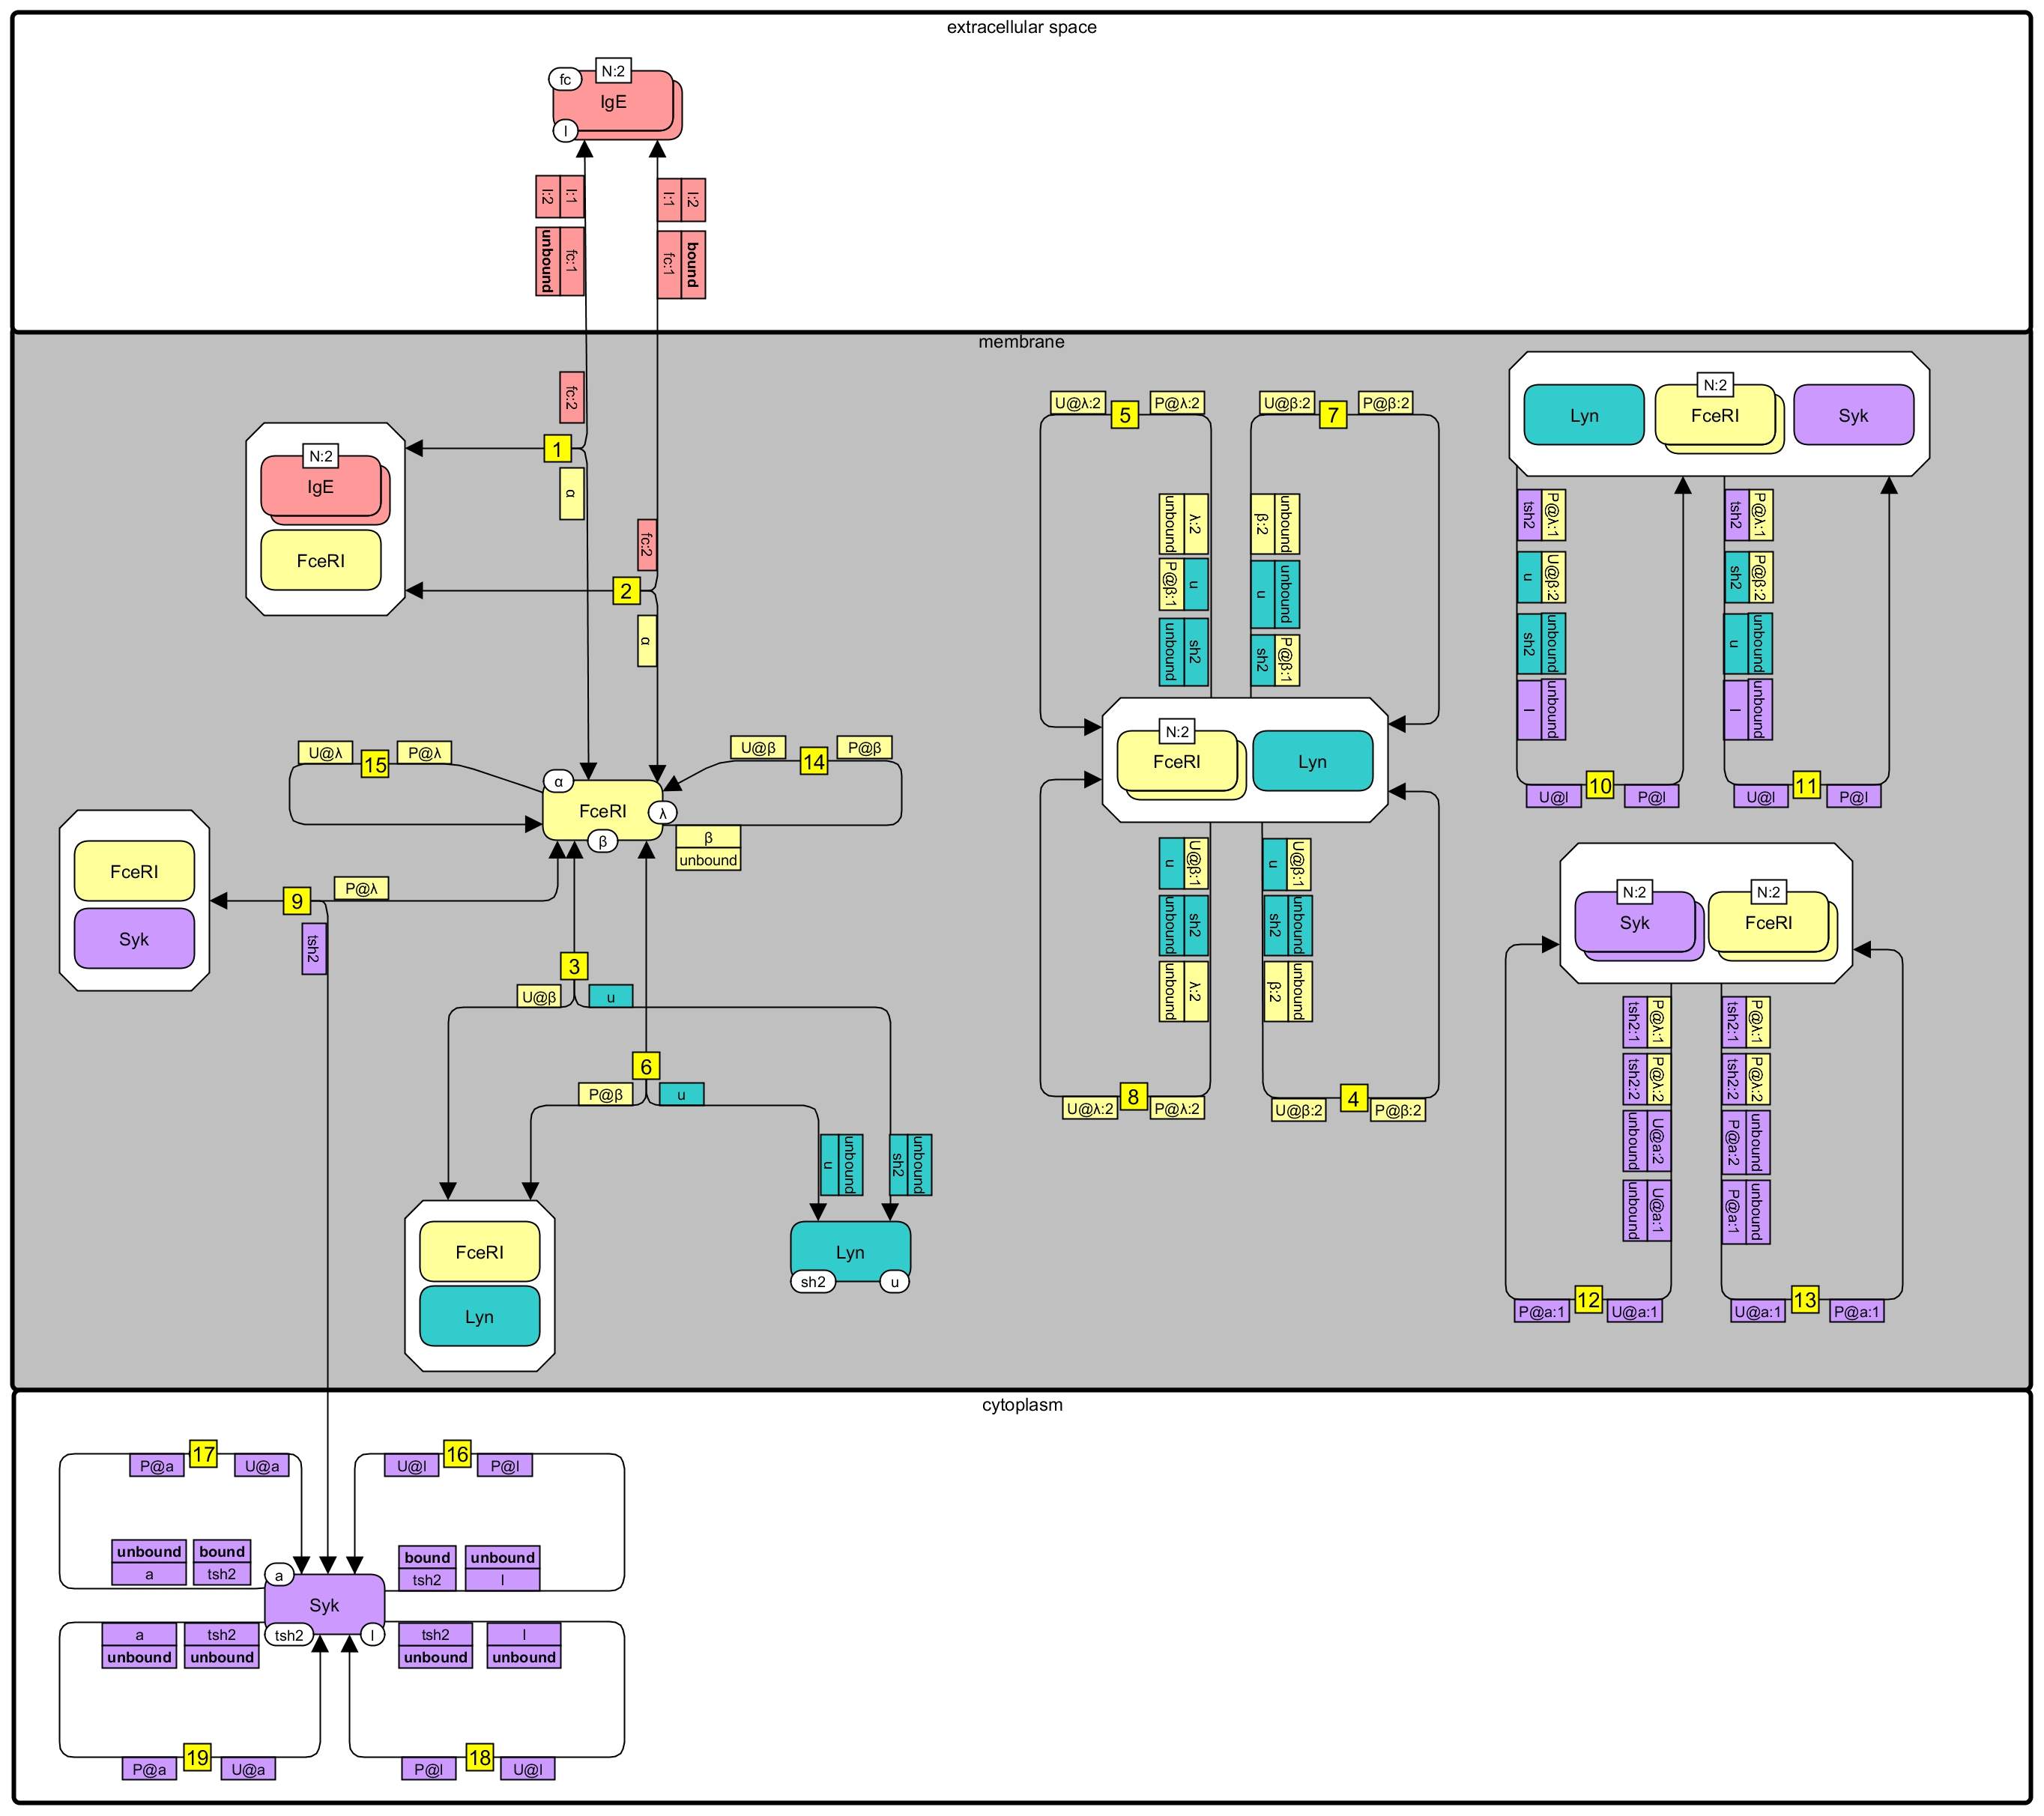 extracellular space
N:2
fc
IgE
l
l:2
l:1
l:1
l:2
unbound
fc:1
fc:1
bound
membrane
fc:2
1
α
N:2
IgE
FceRI
fc:2
2
α
U@λ
15
P@λ
U@β
14
P@β
α
FceRI
λ
β
β
unbound
FceRI
Syk
9
P@λ
tsh2
3
U@β
u
6
P@β
u
u
unbound
sh2
unbound
FceRI
Lyn
Lyn
sh2
u
U@λ:2
5
P@λ:2
U@β:2
7
P@β:2
unbound
λ:2
P@β:1
u
unbound
sh2
β:2
unbound
u
unbound
sh2
P@β:1
N:2
FceRI
Lyn
u
U@β:1
unbound
sh2
unbound
λ:2
u
U@β:1
sh2
unbound
β:2
unbound
U@λ:2
8
P@λ:2
U@β:2
4
P@β:2
Lyn
N:2
FceRI
Syk
tsh2
P@λ:1
u
U@β:2
sh2
unbound
l
unbound
tsh2
P@λ:1
sh2
P@β:2
u
unbound
l
unbound
U@l
10
P@l
U@l
11
P@l
N:2
Syk
N:2
FceRI
tsh2:1
P@λ:1
tsh2:2
P@λ:2
unbound
U@a:2
unbound
U@a:1
tsh2:1
P@λ:1
tsh2:2
P@λ:2
P@a:2
unbound
P@a:1
unbound
P@a:1
12
U@a:1
U@a:1
13
P@a:1
cytoplasm
P@a
17
U@a
U@l
16
P@l
unbound
a
bound
tsh2
bound
tsh2
unbound
l
a
Syk
tsh2
l
a
unbound
tsh2
unbound
tsh2
unbound
l
unbound
P@a
19
U@a
P@l
18
U@l